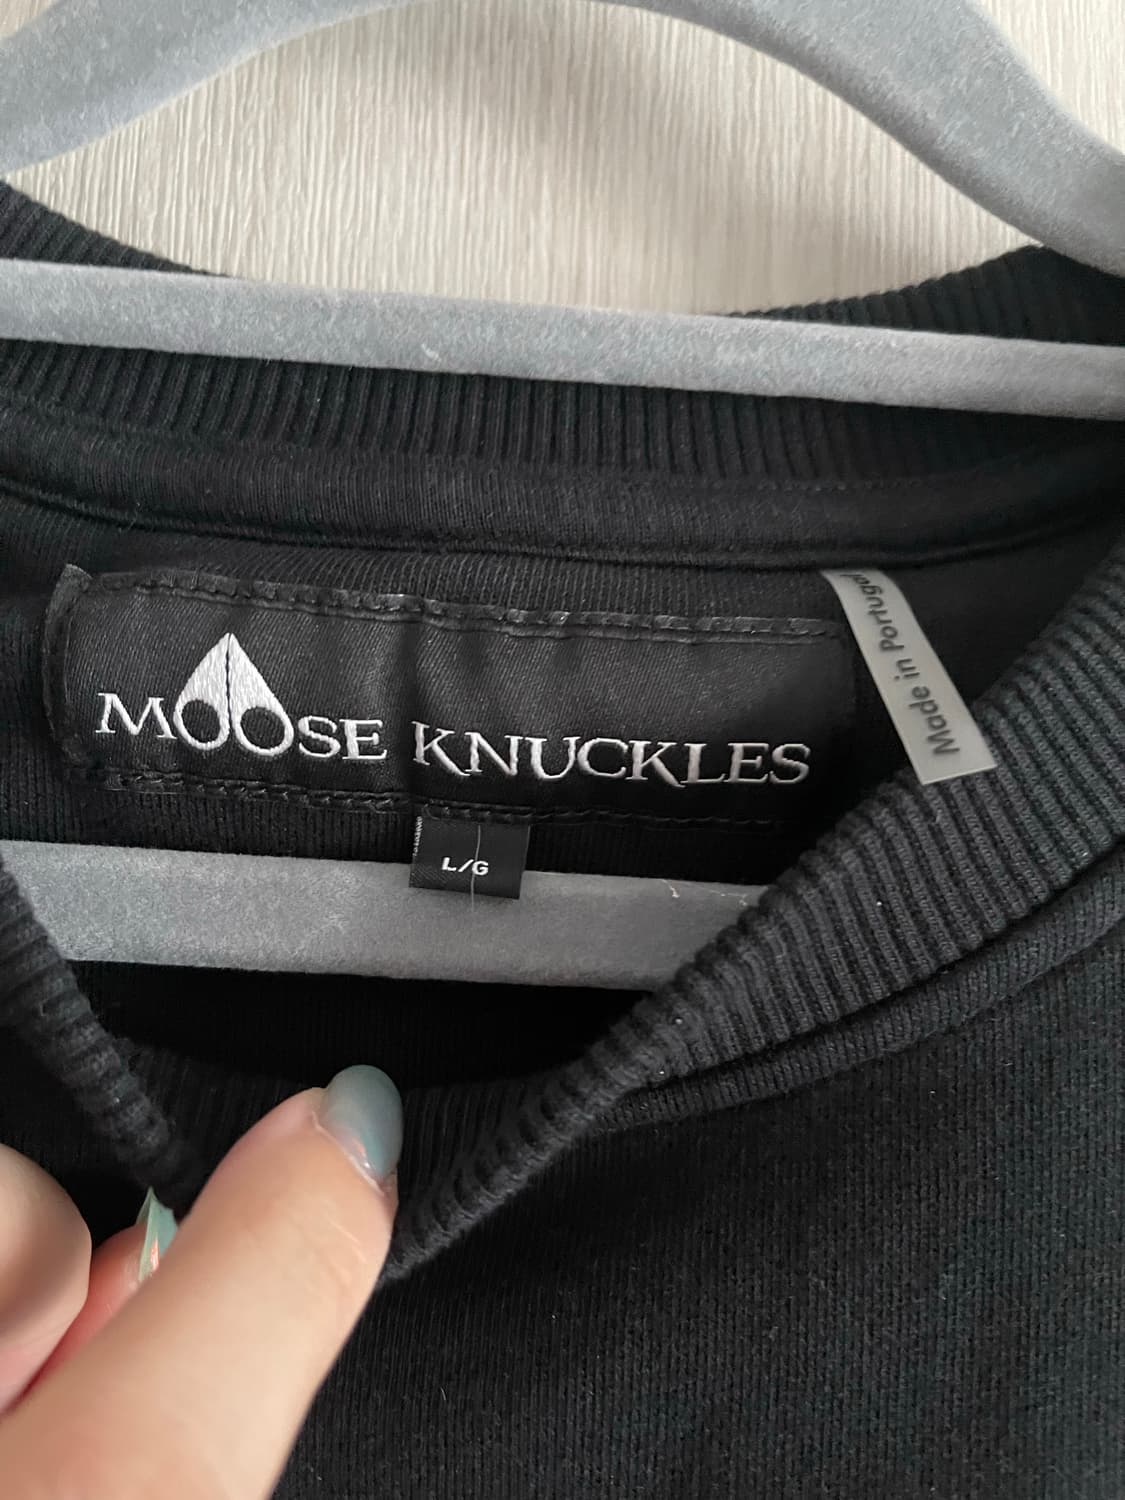 MOOSE KNUCKLES
Made in Portugal
L/G